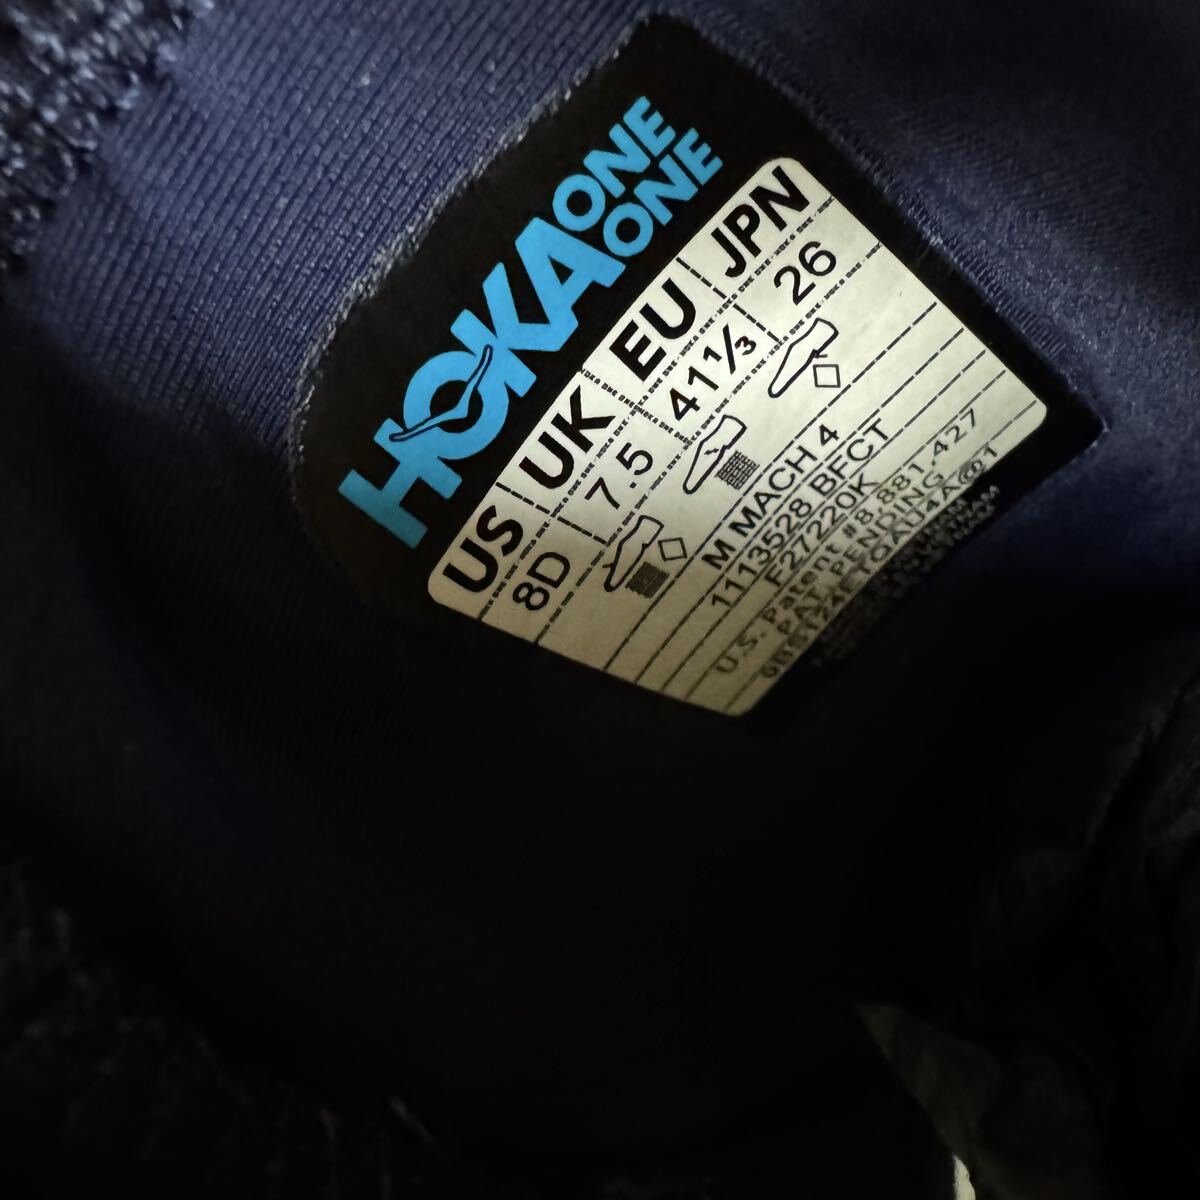 HOKA ONE ONE
US UK EU JPN
8D 7.5 41⅓ 26
M MACH 4
1113528 BFCT
F27220K
U.S. Patent #8.881.427
PAT. PENDING